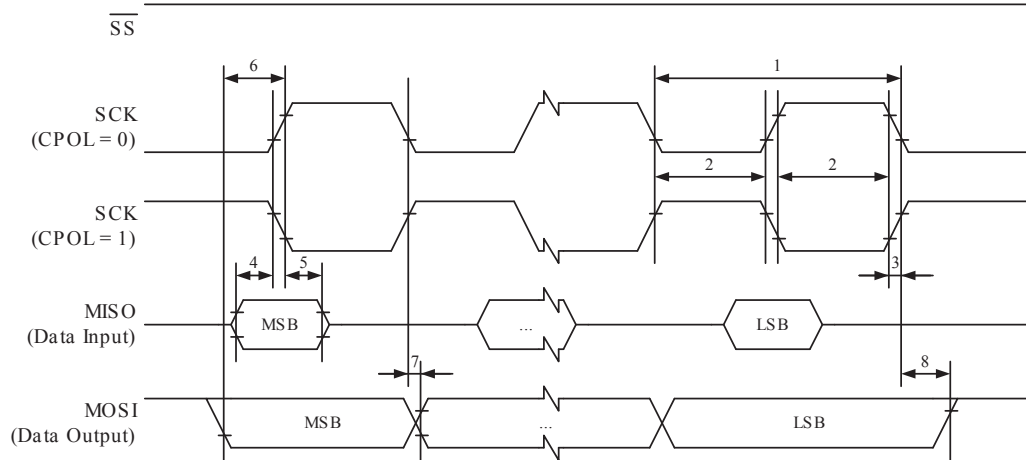 SS
6
1
SCK
(CPOL = 0)
2
2
SCK
(CPOL = 1)
4
5
3
MISO
(Data Input)
MSB
...
LSB
7
8
MOSI
(Data Output)
MSB
...
LSB